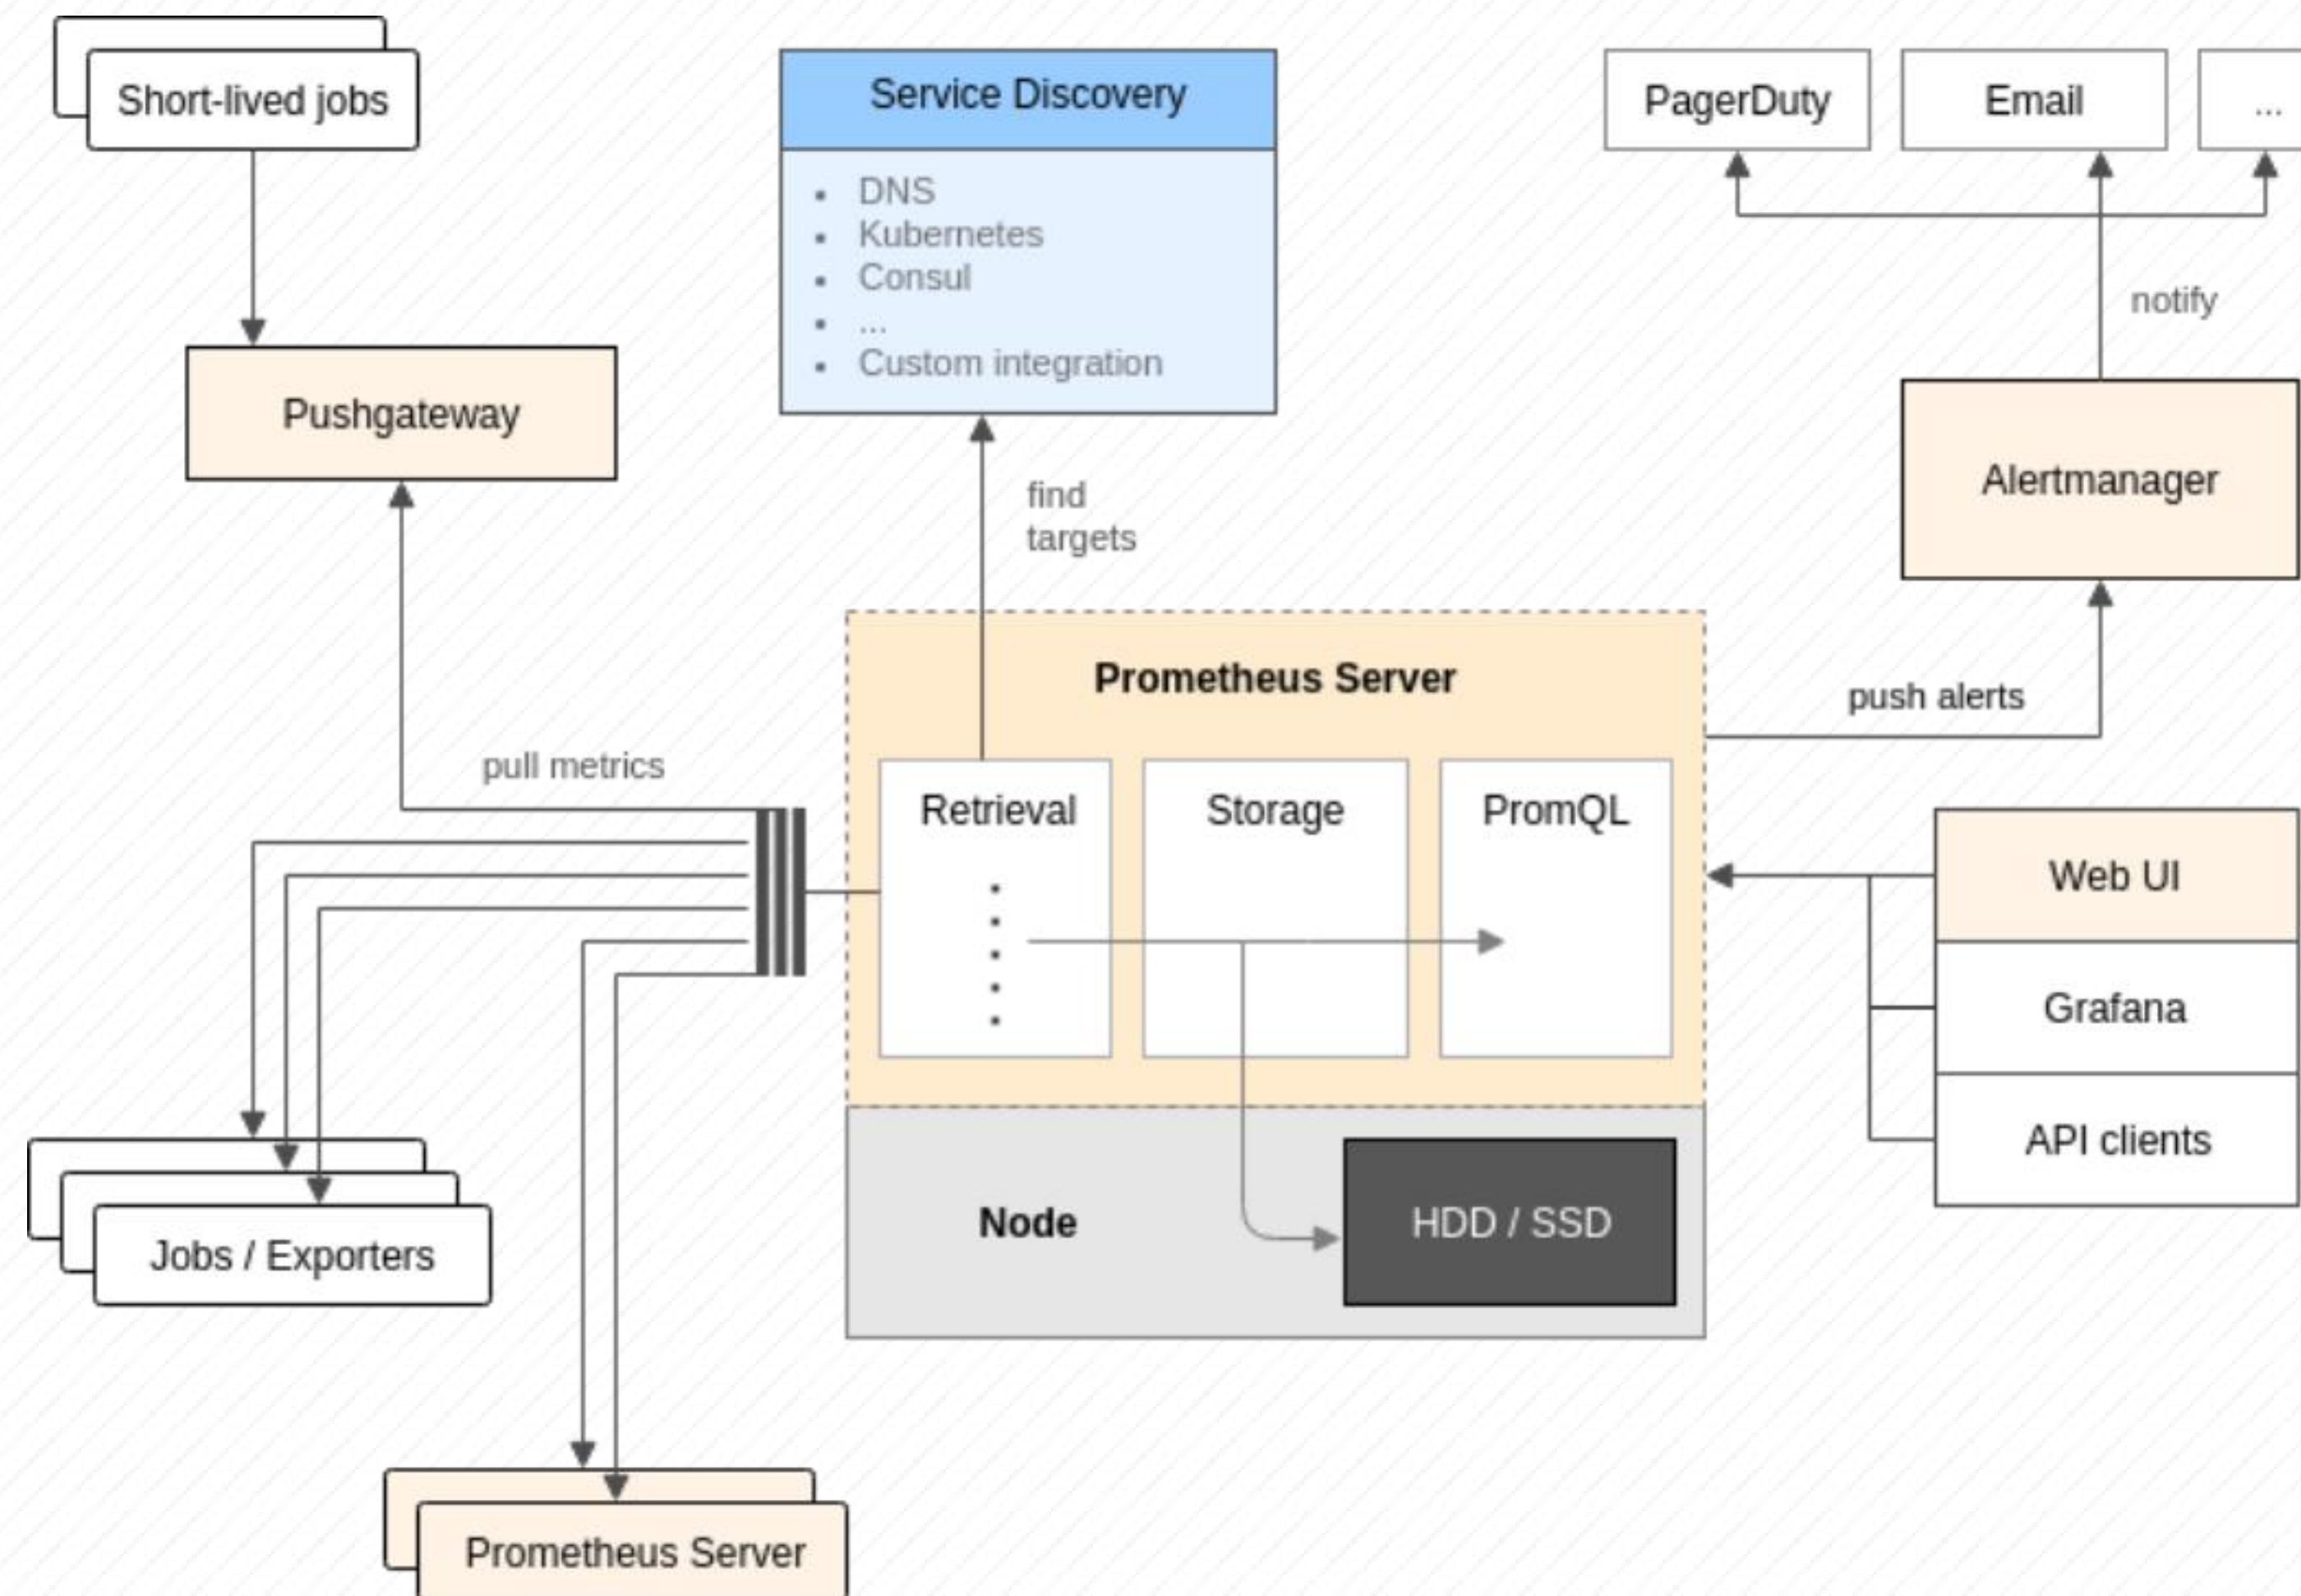 Short-lived jobs
Service Discovery
PagerDuty
Email
...
DNS
Kubernetes
Consul
...
Custom integration
notify
Pushgateway
Alertmanager
find
targets
Prometheus Server
push alerts
pull metrics
Retrieval
Storage
PromQL
Web UI
Grafana
API clients
Node
HDD / SSD
Jobs / Exporters
Prometheus Server